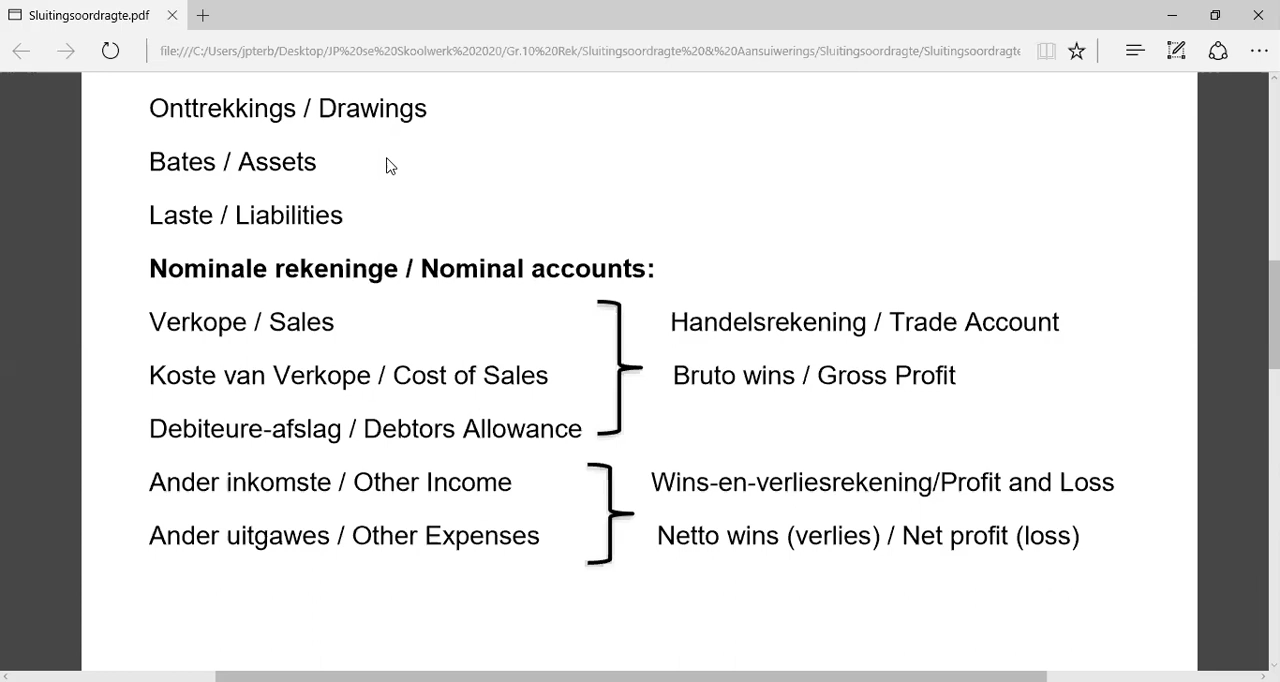 Sluitingsoordragte.pdf
file:///C:/Users/jpterb/Desktop/JP%20se%20Skoolwerk%202020/Gr.10%20Rek/Sluitingsoordragte%20&%20Aansuiwerings/Sluitingsoordragte/Sluitingsoordragte
Onttrekkings / Drawings
Bates / Assets
Laste / Liabilities
Nominale rekeninge / Nominal accounts:
Verkope / Sales
Handelsrekening / Trade Account
Koste van Verkope / Cost of Sales
Bruto wins / Gross Profit
Debiteure-afslag / Debtors Allowance
Ander inkomste / Other Income
Wins-en-verliesrekening/Profit and Loss
Ander uitgawes / Other Expenses
Netto wins (verlies) / Net profit (loss)